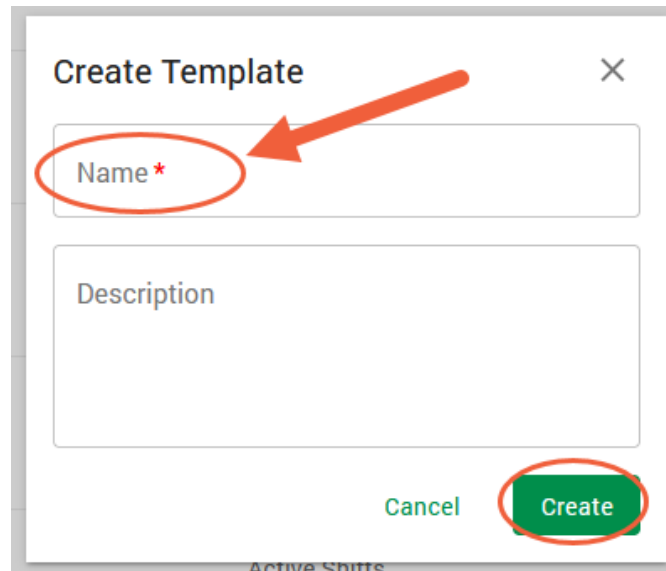 Create Template
Name *
Description
Cancel Create
Active Shifts